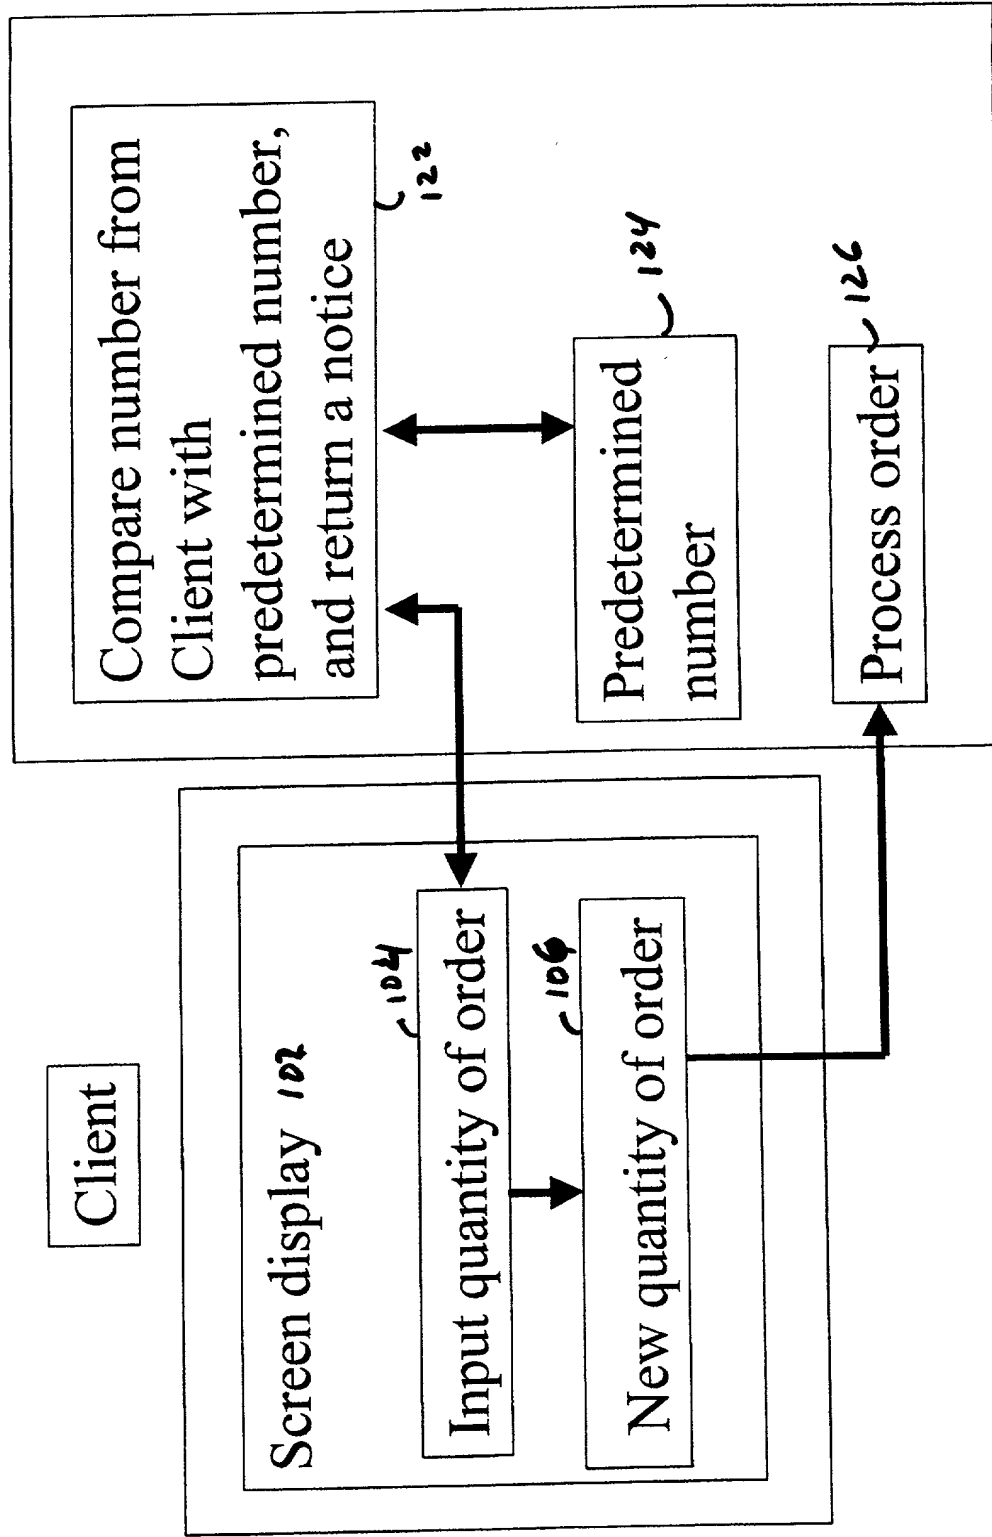 Client
Screen display 102
104
Input quantity of order
106
New quantity of order
Compare number from
Client with
predetermined number,
and return a notice
122
Predetermined
number
124
Process order
126